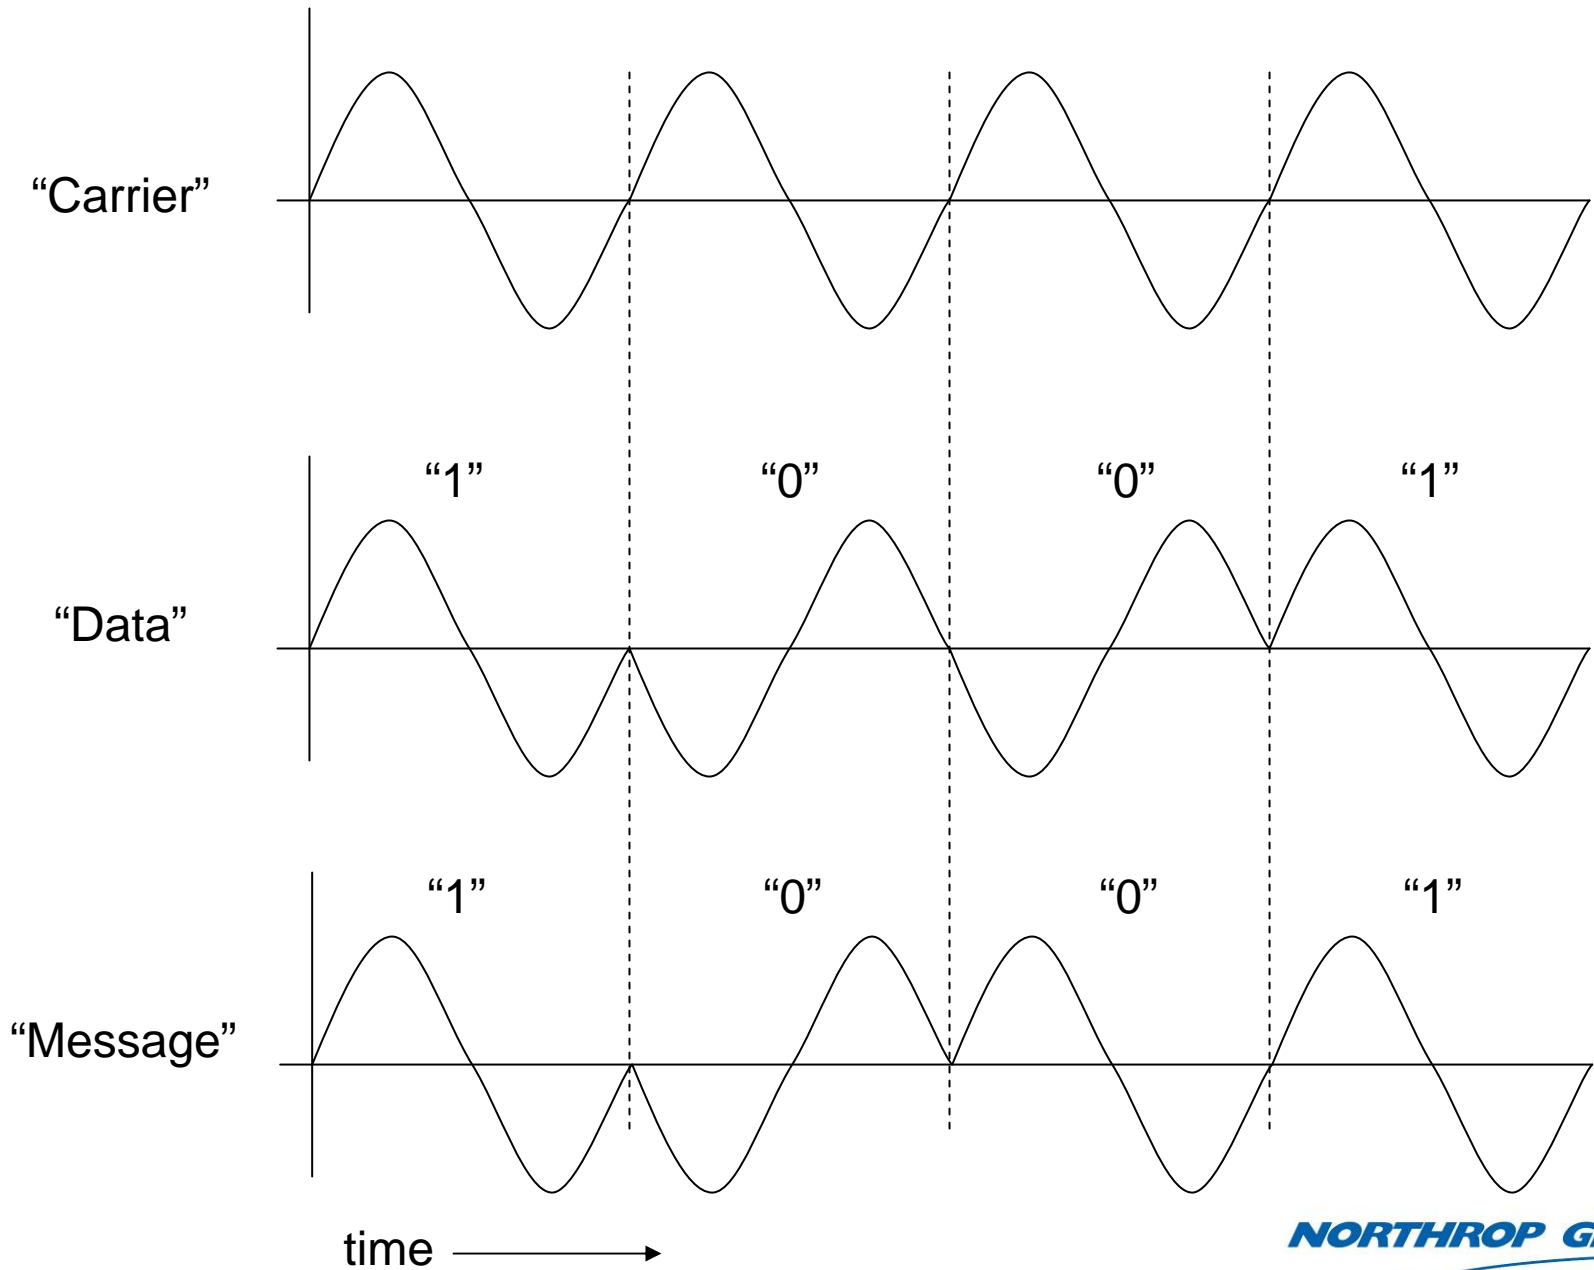 “Carrier”
“1” “0” “0” “1”
“Data”
“1” “0” “0” “1”
“Message”
time
NORTHROP